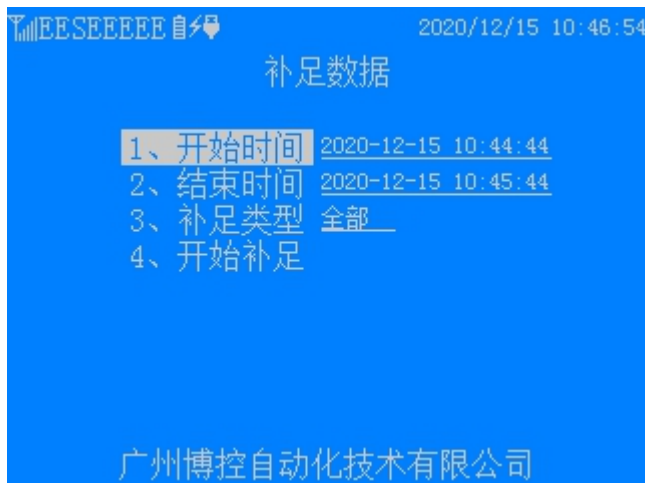 EESEEEEE 2020/12/15 10:46:54
补足数据
1、开始时间 2020-12-15 10:44:44
2、结束时间 2020-12-15 10:45:44
3、补足类型 全部
4、开始补足
广州博控自动化技术有限公司